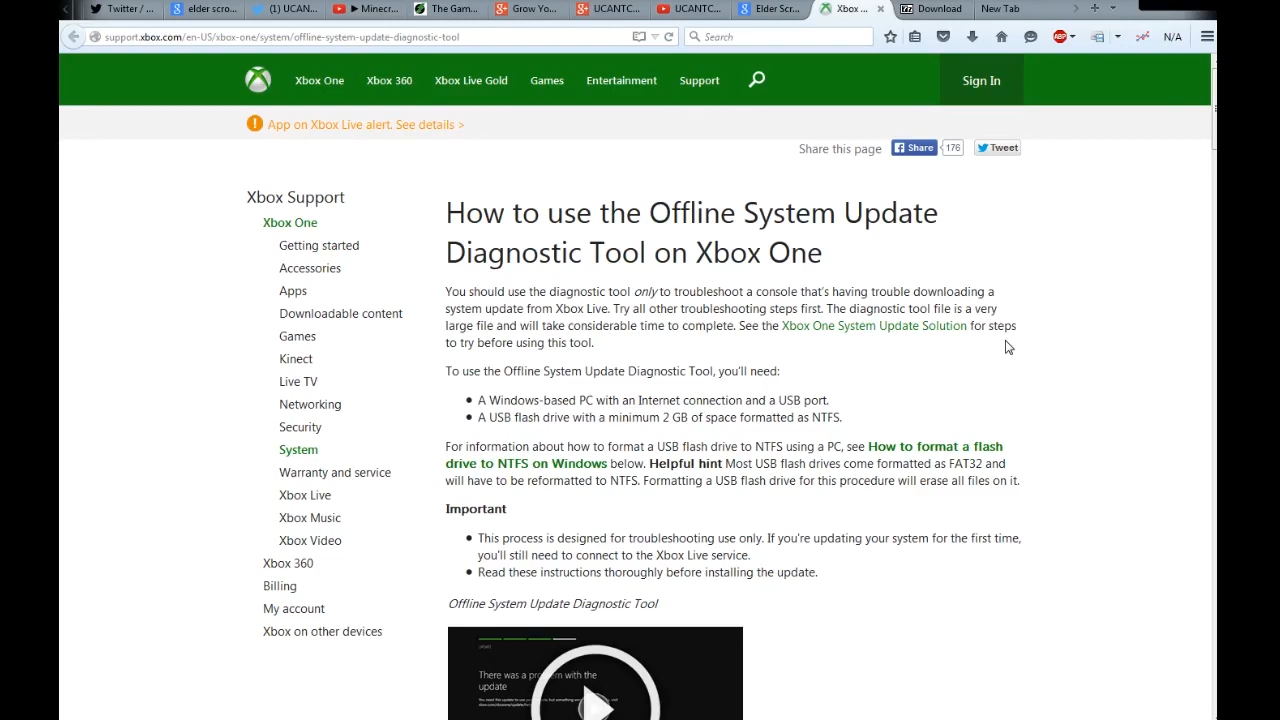 Twitter / ...
elder scro...
(1) UCAN...
▶ Minecr...
The Gam...
Grow Yo...
UCANTC...
UCANTC...
Elder Scr...
Xbox ...
Download...
New Tab
support.xbox.com/en-US/xbox-one/system/offline-system-update-diagnostic-tool
Search
ABP
N/A
Xbox One
Xbox 360
Xbox Live Gold
Games
Entertainment
Support
Sign In
App on Xbox Live alert. See details >
Share this page
Share
176
Tweet
Xbox Support
Xbox One
Getting started
Accessories
Apps
Downloadable content
Games
Kinect
Live TV
Networking
Security
System
Warranty and service
Xbox Live
Xbox Music
Xbox Video
Xbox 360
Billing
My account
Xbox on other devices
How to use the Offline System Update
Diagnostic Tool on Xbox One
You should use the diagnostic tool only to troubleshoot a console that's having trouble downloading a
system update from Xbox Live. Try all other troubleshooting steps first. The diagnostic tool file is a very
large file and will take considerable time to complete. See the Xbox One System Update Solution for steps
to try before using this tool.
To use the Offline System Update Diagnostic Tool, you'll need:
• A Windows-based PC with an Internet connection and a USB port.
• A USB flash drive with a minimum 2 GB of space formatted as NTFS.
For information about how to format a USB flash drive to NTFS using a PC, see How to format a flash
drive to NTFS on Windows below. Helpful hint Most USB flash drives come formatted as FAT32 and
will have to be reformatted to NTFS. Formatting a USB flash drive for this procedure will erase all files on it.
Important
• This process is designed for troubleshooting use only. If you're updating your system for the first time,
you'll still need to connect to the Xbox Live service.
• Read these instructions thoroughly before installing the update.
Offline System Update Diagnostic Tool
There was a problem with the
update